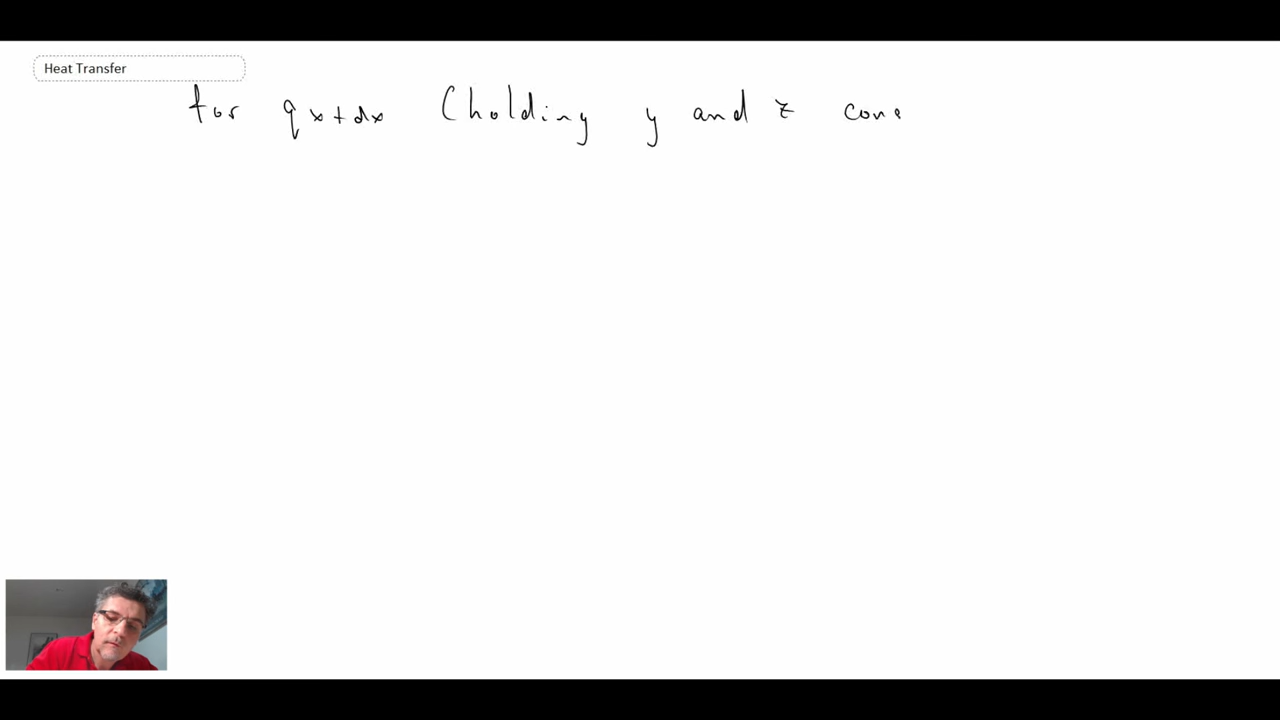 Heat Transfer
for qx+dx (holding y and z cons